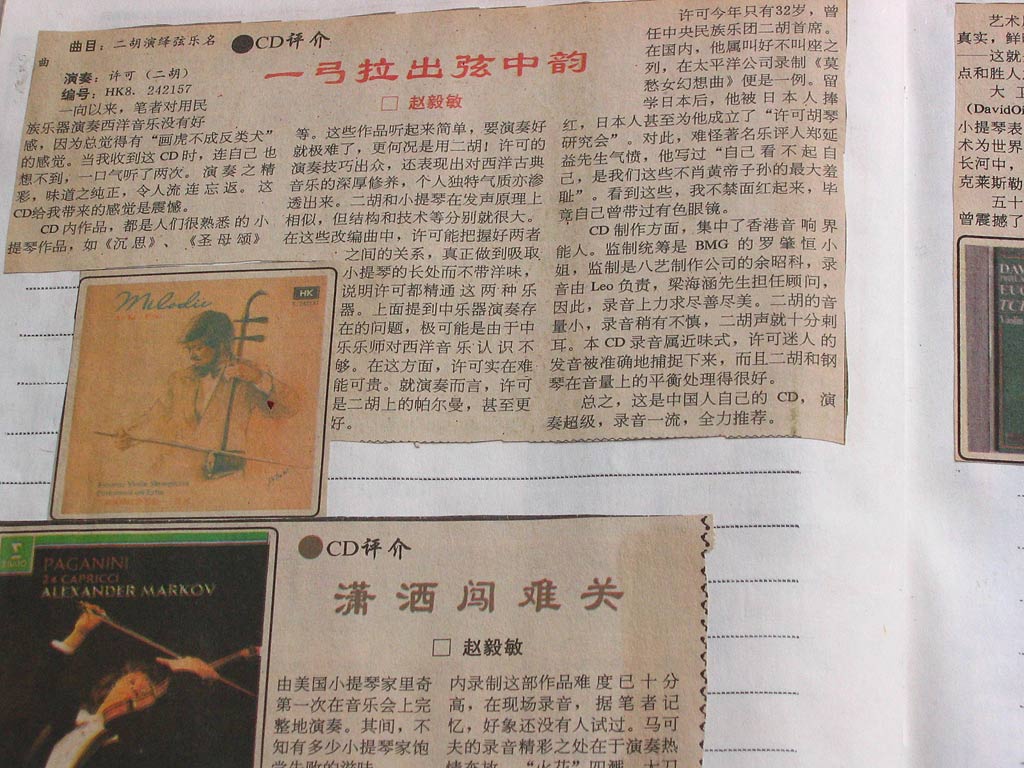 曲目：二胡演绎弦乐名
曲
演奏：许可（二胡）
编号：HK8．242157
●CD评介
一弓拉出弦中韵
□ 赵毅敏
一向以来，笔者对用民
族乐器演奏西洋音乐没有好
感，因为总觉得有“画虎不成反类犬”
的感觉。当我收到这CD时，连自己也
想不到，一口气听了两次。演奏之精
彩，味道之纯正，令人流连忘返。这
CD给我带来的感觉是震憾。
CD内作品，都是人们很熟悉的小
提琴作品，如《沉思》、《圣母颂》
等。这些作品听起来简单，要演奏好
就极难了，更何况是用二胡！许可的
演奏技巧出众，还表现出对西洋古典
音乐的深厚修养，个人独特气质亦渗
透出来。二胡和小提琴在发声原理上
相似，但结构和技术等分别就很大。
在这些改编曲中，许可能把握好两者
之间的关系，真正做到吸取
小提琴的长处而不带洋味，
说明许可都精通这两种乐
器。上面提到中乐器演奏存
在的问题，极可能是由于中
乐乐师对西洋音乐认识不
够。在这方面，许可实在难
能可贵。就演奏而言，许可
是二胡上的帕尔曼，甚至更
好。
许可今年只有32岁，曾
任中央民族乐团二胡首席。
在国内，他属叫好不叫座之
列，在太平洋公司录制《莫
愁女幻想曲》便是一例。留
学日本后，他被日本人捧
红，日本人甚至为他成立了“许可胡琴
研究会”。对此，难怪著名乐评人郑延
益先生气愤，他写过“自己看不起自
己，是我们这些不肖黄帝子孙的最大羞
耻”。看到这些，我不禁面红起来，毕
竟自己曾带过有色眼镜。
CD制作方面，集中了香港音响界
能人。监制统筹是BMG的罗肇恒小
姐，监制是八艺制作公司的余昭科，录
音由Leo负责，梁海涵先生担任顾问，
因此，录音上力求尽善尽美。二胡的音
量小，录音稍有不慎，二胡声就十分刺
耳。本CD录音属近味式，许可迷人的
发音被准确地捕捉下来，而且二胡和钢
琴在音量上的平衡处理得很好。
总之，这是中国人自己的CD，演
奏超级，录音一流，全力推荐。
Melodie
HK
PAGANINI
24 CAPRICCI
ALEXANDER MARKOV
●CD评介
潇洒闯难关
□ 赵毅敏
由美国小提琴家里奇
第一次在音乐会上完
整地演奏。其间，不
知有多少小提琴家饱
尝失败的滋味
内录制这部作品难度已十分
高，在现场录音，据笔者记
忆，好象还没有人试过。马可
夫的录音精彩之处在于演奏热
艺术
真实，鲜
——这就
点和胜人
大卫
(DavidOi
小提琴表
术为世界
长河中，
克莱斯勒
五十
曾震撼了